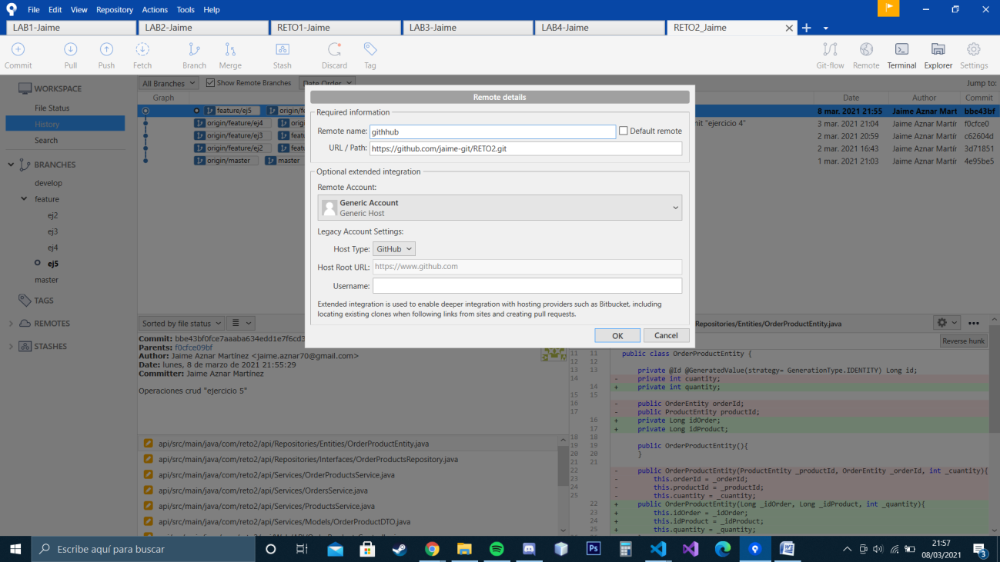 File Edit View Repository Actions Tools Help
LAB1-Jaime LAB2-Jaime RETO1-Jaime LAB3-Jaime LAB4-Jaime RETO2_Jaime
Commit Pull Push Fetch Branch Merge Stash Discard Tag Git-flow Remote Terminal Explorer Settings
WORKSPACE
File Status
History
Search
BRANCHES
develop
feature
ej2
ej3
ej4
ej5
master
TAGS
REMOTES
STASHES
All Branches Show Remote Branches Date Order Jump to:
Graph Date Author Commit
feature/ej5 8 mar. 2021 21:55 Jaime Aznar Mart bbe43bf
origin/feature/ej4 "ejercicio 4" 3 mar. 2021 21:04 Jaime Aznar Martír f0cfce0
origin/feature/ej3 2 mar. 2021 20:59 Jaime Aznar Martír c62604d
origin/feature/ej2 2 mar. 2021 16:43 Jaime Aznar Martír 3d71851
origin/master master 1 mar. 2021 21:03 Jaime Aznar Martír 4e95be5
Remote details
Required information
Remote name: githhub Default remote
URL / Path: https://github.com/jaime-git/RETO2.git
Optional extended integration
Remote Account:
Generic Account
Generic Host
Legacy Account Settings:
Host Type: GitHub
Host Root URL: https://www.github.com
Username:
Extended integration is used to enable deeper integration with hosting providers such as Bitbucket, including
locating existing clones when following links from sites and creating pull requests.
OK Cancel
Sorted by file status
Commit: bbe43bf0fce7aaaba634edd1e7f6cd3
Parents: f0cfce09bf
Author: Jaime Aznar Martínez <jaime.aznar70@gmail.com>
Date: lunes, 8 de marzo de 2021 21:55:29
Committer: Jaime Aznar Martínez
Operaciones crud "ejercicio 5"
api/src/main/java/com/reto2/api/Repositories/Entities/OrderProductEntity.java
api/src/main/java/com/reto2/api/Repositories/Interfaces/OrderProductsRepository.java
api/src/main/java/com/reto2/api/Services/OrderProductsService.java
api/src/main/java/com/reto2/api/Services/OrdersService.java
api/src/main/java/com/reto2/api/Services/ProductsService.java
api/src/main/java/com/reto2/api/Services/Models/OrderProductDTO.java
Repositories/Entities/OrderProductEntity.java
Reverse hunk
11 11 public class OrderProductEntity {
12 12
13 13 private @Id @GeneratedValue(strategy= GenerationType.IDENTITY) Long id;
14 - private int cuantity;
14 + private int quantity;
15 15
16 - public OrderEntity orderId;
17 - public ProductEntity productId;
16 + private Long idOrder;
17 + private Long idProduct;
18 18
19 19 public OrderProductEntity(){
20 20 }
21 21
22 - public OrderProductEntity(ProductEntity _productId, OrderEntity _orderId, int _cuantity){
23 - this.orderId = _orderId;
24 - this.productId = _productId;
25 - this.cuantity = _cuantity;
22 + public OrderProductEntity(Long _idOrder, Long _idProduct, int _quantity){
23 + this.idOrder = _idOrder;
24 + this.idProduct = _idProduct;
25 + this.quantity = _quantity;
Escribe aquí para buscar
21:57
08/03/2021
3